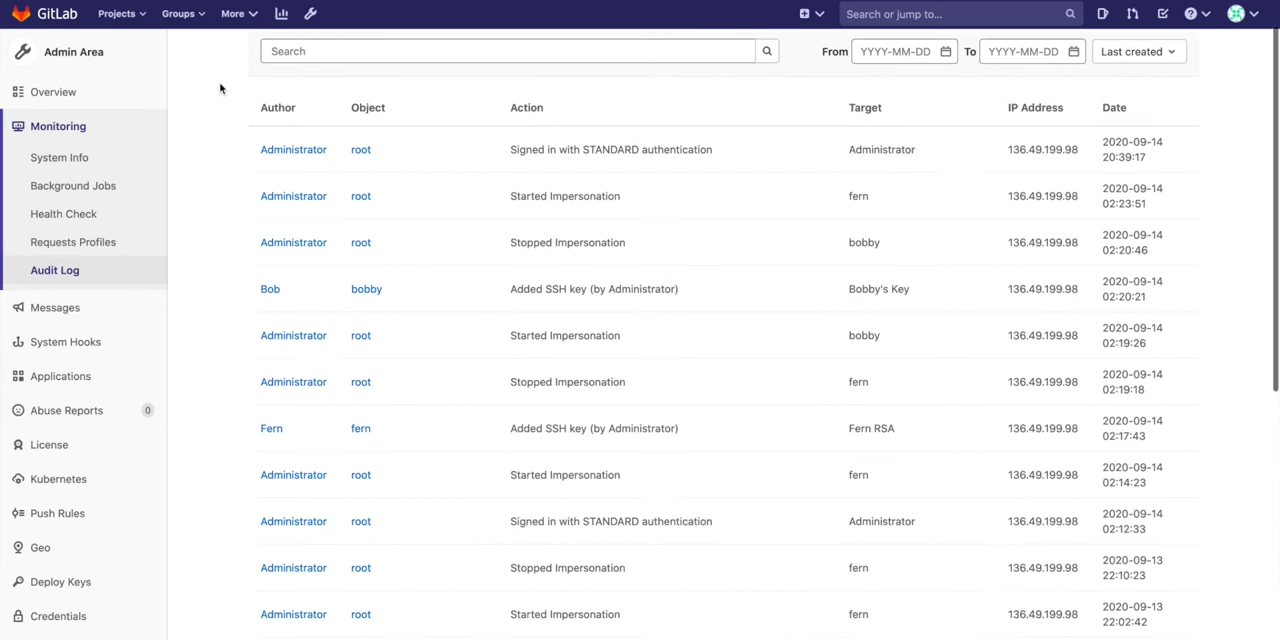 GitLab Projects Groups More Search or jump to...
Admin Area
Search From YYYY-MM-DD To YYYY-MM-DD Last created
Overview
Monitoring
System Info
Background Jobs
Health Check
Requests Profiles
Audit Log
Messages
System Hooks
Applications
Abuse Reports 0
License
Kubernetes
Push Rules
Geo
Deploy Keys
Credentials
Author Object Action Target IP Address Date
Administrator root Signed in with STANDARD authentication Administrator 136.49.199.98 2020-09-14
20:39:17
Administrator root Started Impersonation fern 136.49.199.98 2020-09-14
02:23:51
Administrator root Stopped Impersonation bobby 136.49.199.98 2020-09-14
02:20:46
Bob bobby Added SSH key (by Administrator) Bobby's Key 136.49.199.98 2020-09-14
02:20:21
Administrator root Started Impersonation bobby 136.49.199.98 2020-09-14
02:19:26
Administrator root Stopped Impersonation fern 136.49.199.98 2020-09-14
02:19:18
Fern fern Added SSH key (by Administrator) Fern RSA 136.49.199.98 2020-09-14
02:17:43
Administrator root Started Impersonation fern 136.49.199.98 2020-09-14
02:14:23
Administrator root Signed in with STANDARD authentication Administrator 136.49.199.98 2020-09-14
02:12:33
Administrator root Stopped Impersonation fern 136.49.199.98 2020-09-13
22:10:23
Administrator root Started Impersonation fern 136.49.199.98 2020-09-13
22:02:42